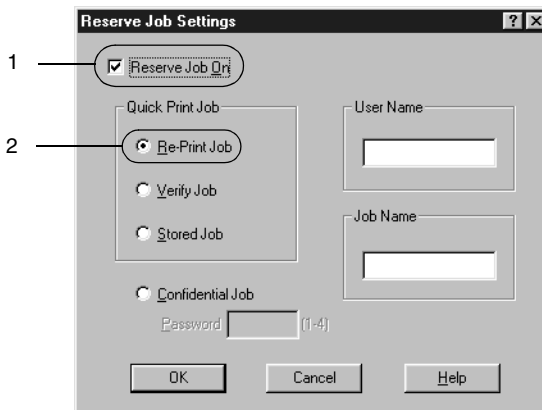 Reserve Job Settings
1
Reserve Job On
Quick Print Job
User Name
2
Re-Print Job
Verify Job
Job Name
Stored Job
Confidential Job
Password (1-4)
OK Cancel Help